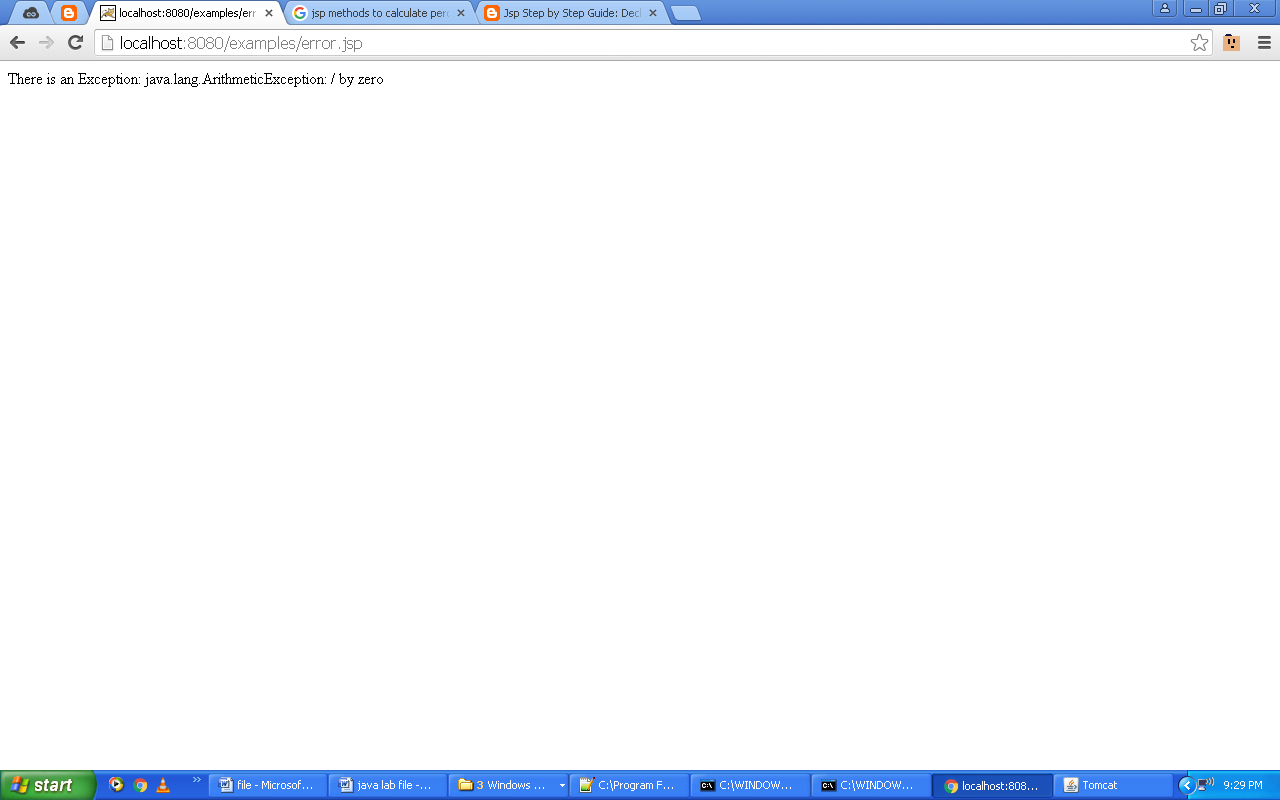 localhost:8080/examples/err
jsp methods to calculate per
Jsp Step by Step Guide: Decl
localhost:8080/examples/error.jsp
There is an Exception: java.lang.ArithmeticException: / by zero
start
file - Microsof...
java lab file -...
3 Windows ...
C:\Program F...
C:\WINDOW...
C:\WINDOW...
localhost:808...
Tomcat
9:29 PM